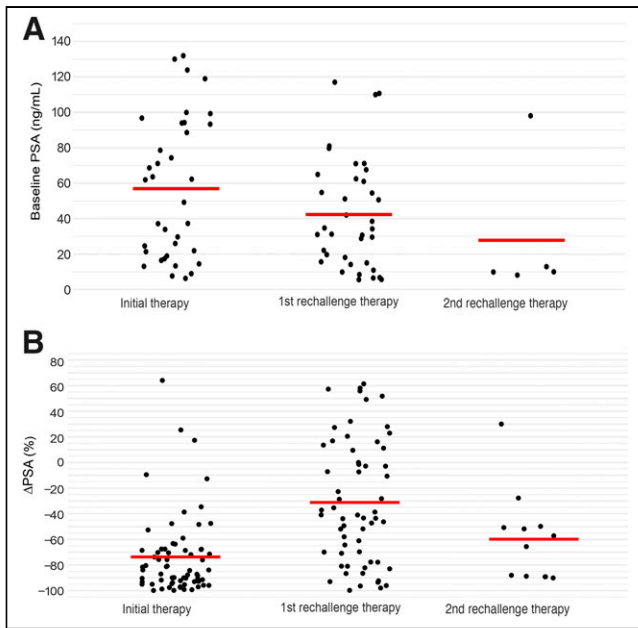 A
Baseline PSA (ng/mL)
140
120
100
80
60
40
20
0
Initial therapy
1st rechallenge therapy
2nd rechallenge therapy
B
ΔPSA (%)
80
60
40
20
0
−20
−40
−60
−80
−100
Initial therapy
1st rechallenge therapy
2nd rechallenge therapy